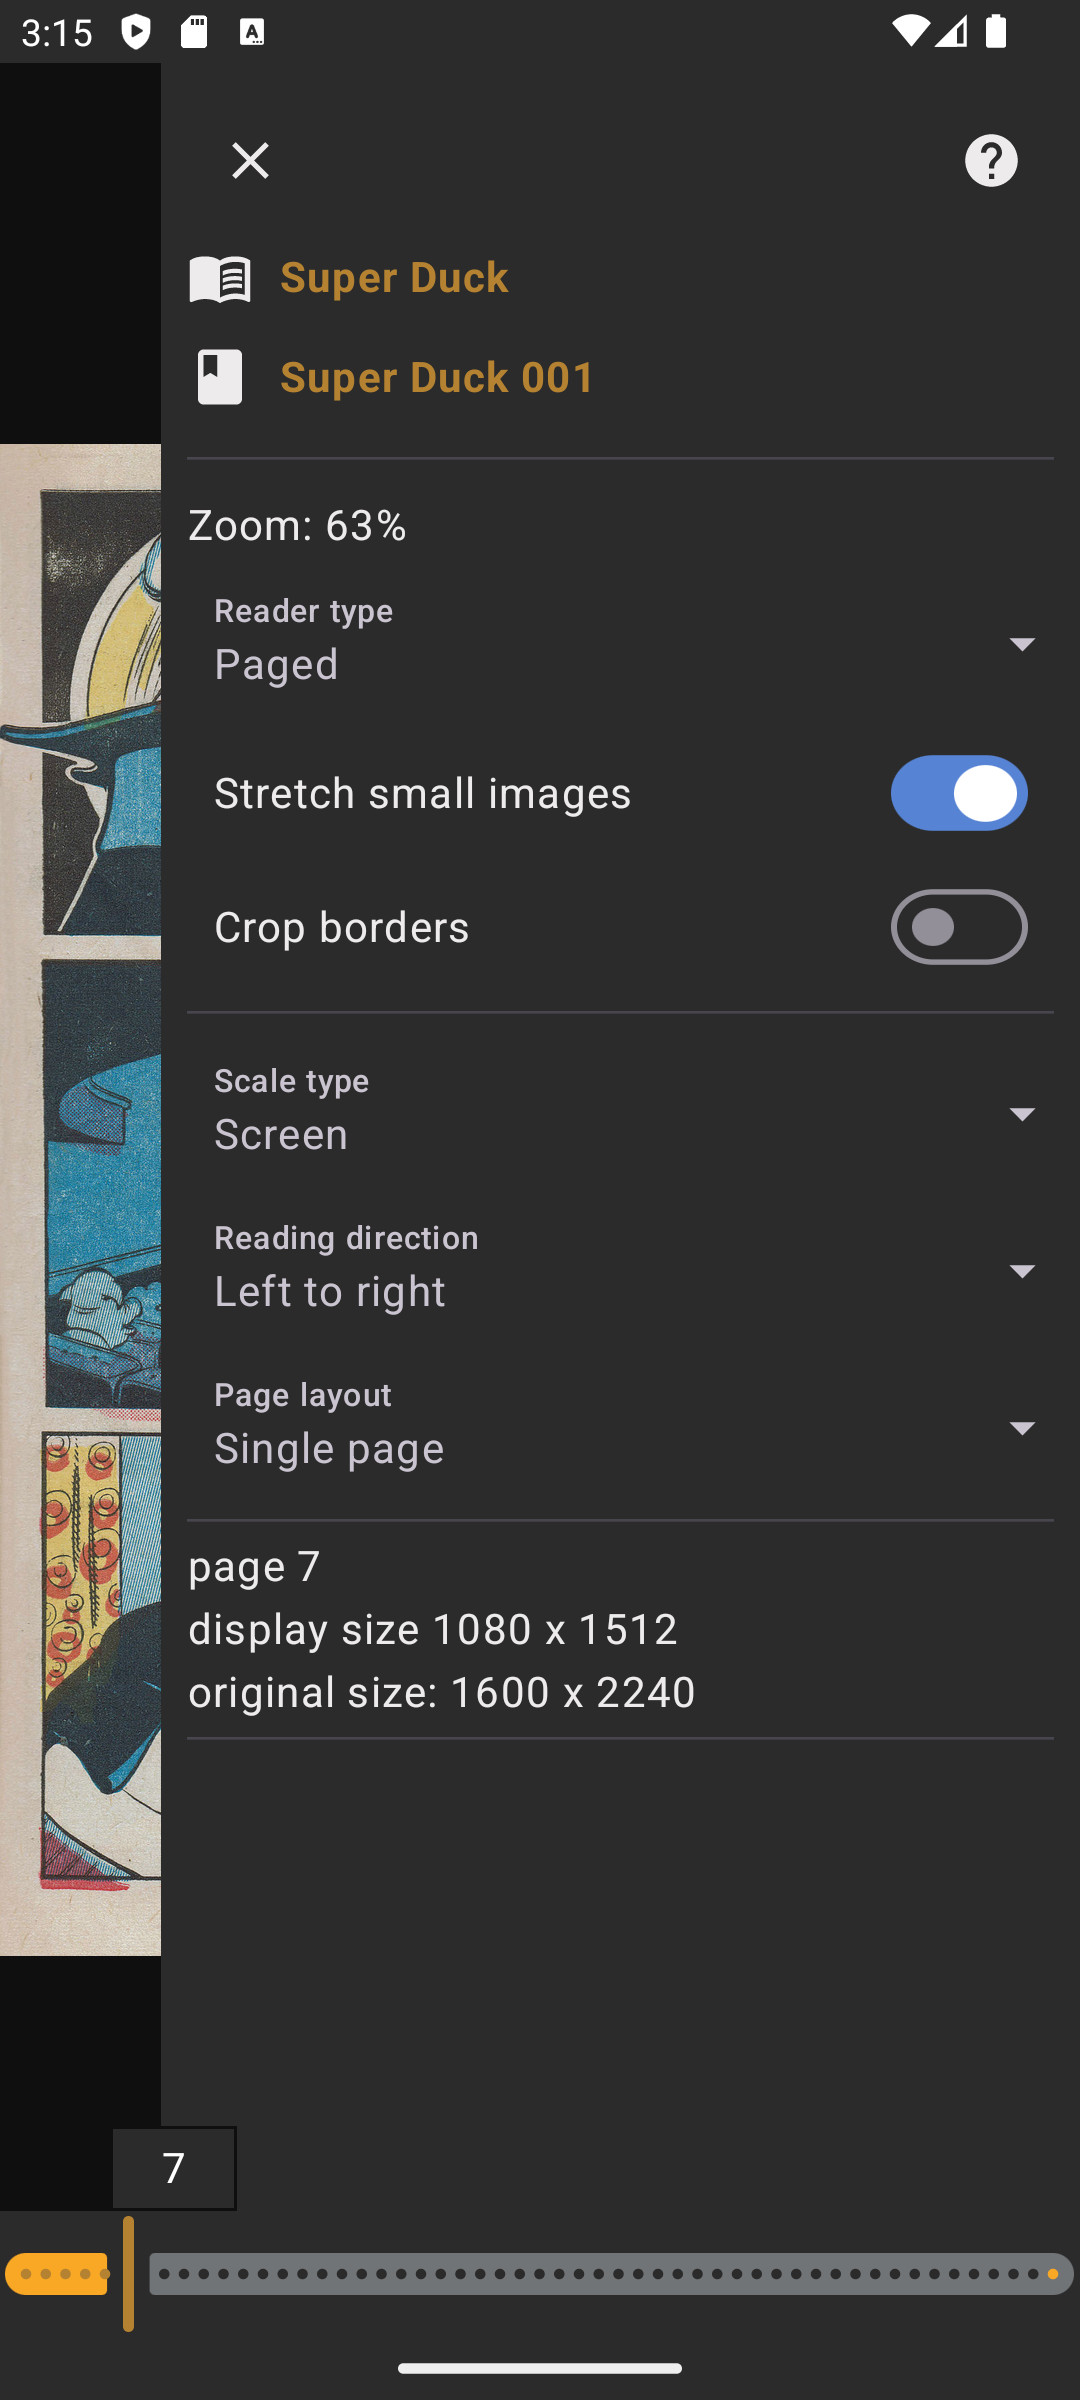 3:15
Super Duck
Super Duck 001
Zoom: 63%
Reader type
Paged
Stretch small images
Crop borders
Scale type
Screen
Reading direction
Left to right
Page layout
Single page
page 7
display size 1080 x 1512
original size: 1600 x 2240
7